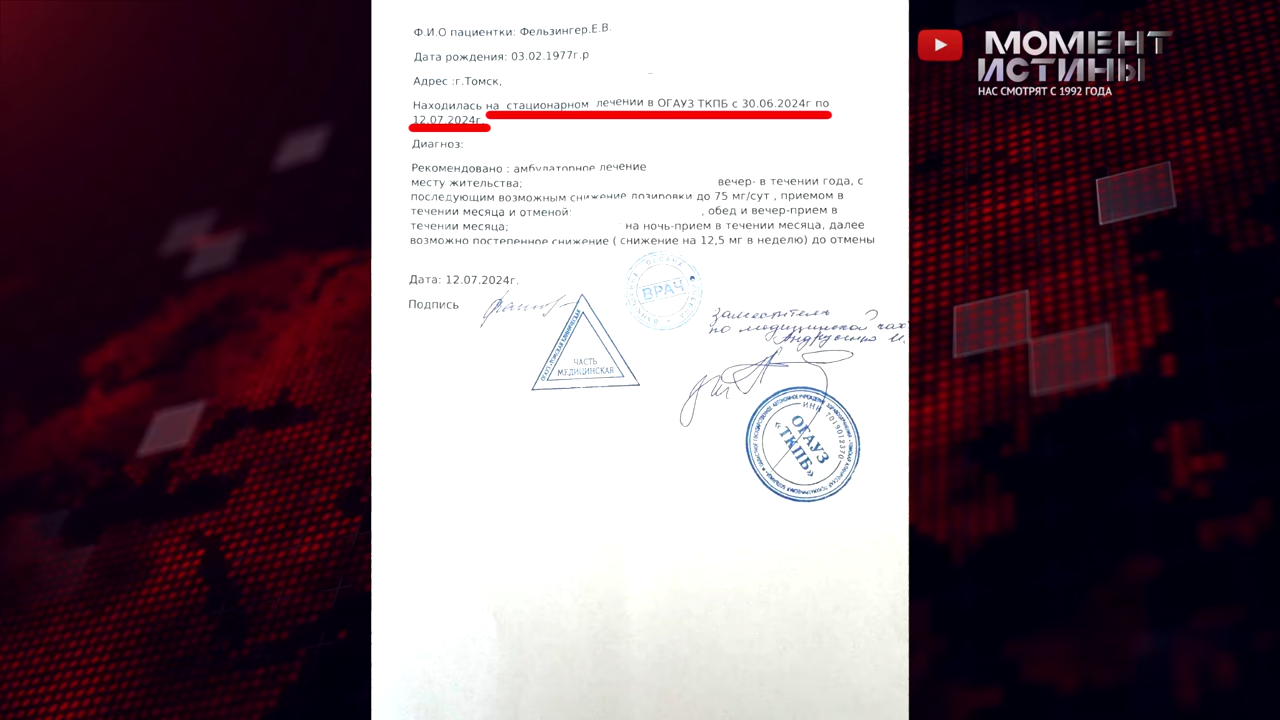 Ф.И.О пациентки: Фельзингер.Е.В.
Дата рождения: 03.02.1977г.р
Адрес :г.Томск,
Находилась на стационарном лечении в ОГАУЗ ТКПБ с 30.06.2024г по
12.07.2024г.
Диагноз:
Рекомендовано : амбулаторное лечение
месту жительства; вечер- в течении года, с
последующим возможным снижение дозировки до 75 мг/сут , приемом в
течении месяца и отменой: , обед и вечер-прием в
течении месяца; на ночь-прием в течении месяца, далее
возможно постепенное снижение ( снижение на 12,5 мг в неделю) до отмены
Дата: 12.07.2024г.
Подпись
ВРАЧ
ЧАСТЬ
МЕДИЦИНСКАЯ
Заместитель
по медицинской
ИНН 7019012370
ОГАУЗ
«ТКПБ»
МОМЕНТ
ИСТИНЫ
НАС СМОТРЯТ С 1992 ГОДА